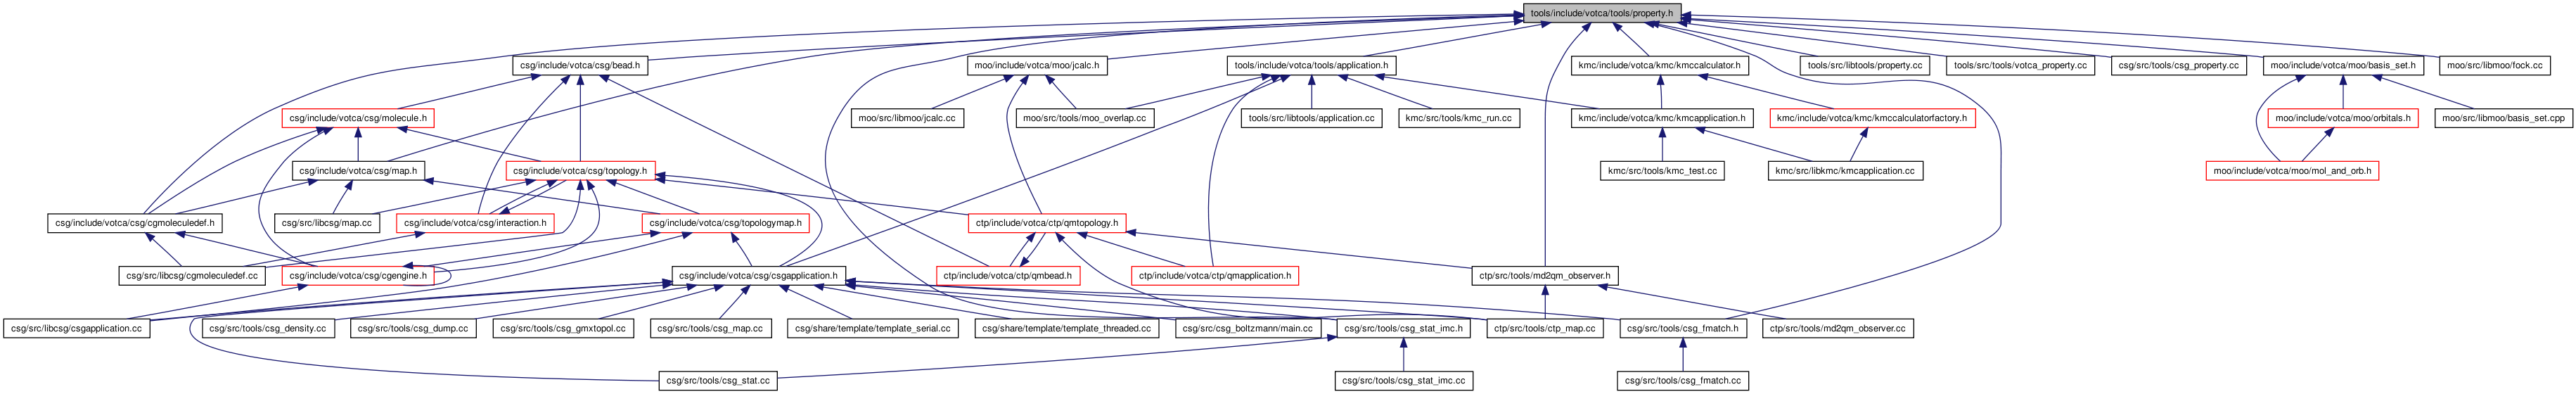 tools/include/votca/tools/property.h
csg/include/votca/csg/bead.h
moo/include/votca/moo/jcalc.h
tools/include/votca/tools/application.h
kmc/include/votca/kmc/kmccalculator.h
tools/src/libtools/property.cc
tools/src/tools/votca_property.cc
csg/src/tools/csg_property.cc
moo/include/votca/moo/basis_set.h
moo/src/libmoo/fock.cc
csg/include/votca/csg/molecule.h
moo/src/libmoo/jcalc.cc
moo/src/tools/moo_overlap.cc
tools/src/libtools/application.cc
kmc/src/tools/kmc_run.cc
kmc/include/votca/kmc/kmcapplication.h
kmc/include/votca/kmc/kmccalculatorfactory.h
moo/include/votca/moo/orbitals.h
moo/src/libmoo/basis_set.cpp
csg/include/votca/csg/map.h
csg/include/votca/csg/topology.h
kmc/src/tools/kmc_test.cc
kmc/src/libkmc/kmcapplication.cc
moo/include/votca/moo/mol_and_orb.h
csg/include/votca/csg/cgmoleculedef.h
csg/src/libcsg/map.cc
csg/include/votca/csg/interaction.h
csg/include/votca/csg/topologymap.h
ctp/include/votca/ctp/qmtopology.h
csg/src/libcsg/cgmoleculedef.cc
csg/include/votca/csg/cgengine.h
csg/include/votca/csg/csgapplication.h
ctp/include/votca/ctp/qmbead.h
ctp/include/votca/ctp/qmapplication.h
ctp/src/tools/md2qm_observer.h
csg/src/libcsg/csgapplication.cc
csg/src/tools/csg_density.cc
csg/src/tools/csg_dump.cc
csg/src/tools/csg_gmxtopol.cc
csg/src/tools/csg_map.cc
csg/share/template/template_serial.cc
csg/share/template/template_threaded.cc
csg/src/csg_boltzmann/main.cc
csg/src/tools/csg_stat_imc.h
ctp/src/tools/ctp_map.cc
csg/src/tools/csg_fmatch.h
ctp/src/tools/md2qm_observer.cc
csg/src/tools/csg_stat.cc
csg/src/tools/csg_stat_imc.cc
csg/src/tools/csg_fmatch.cc